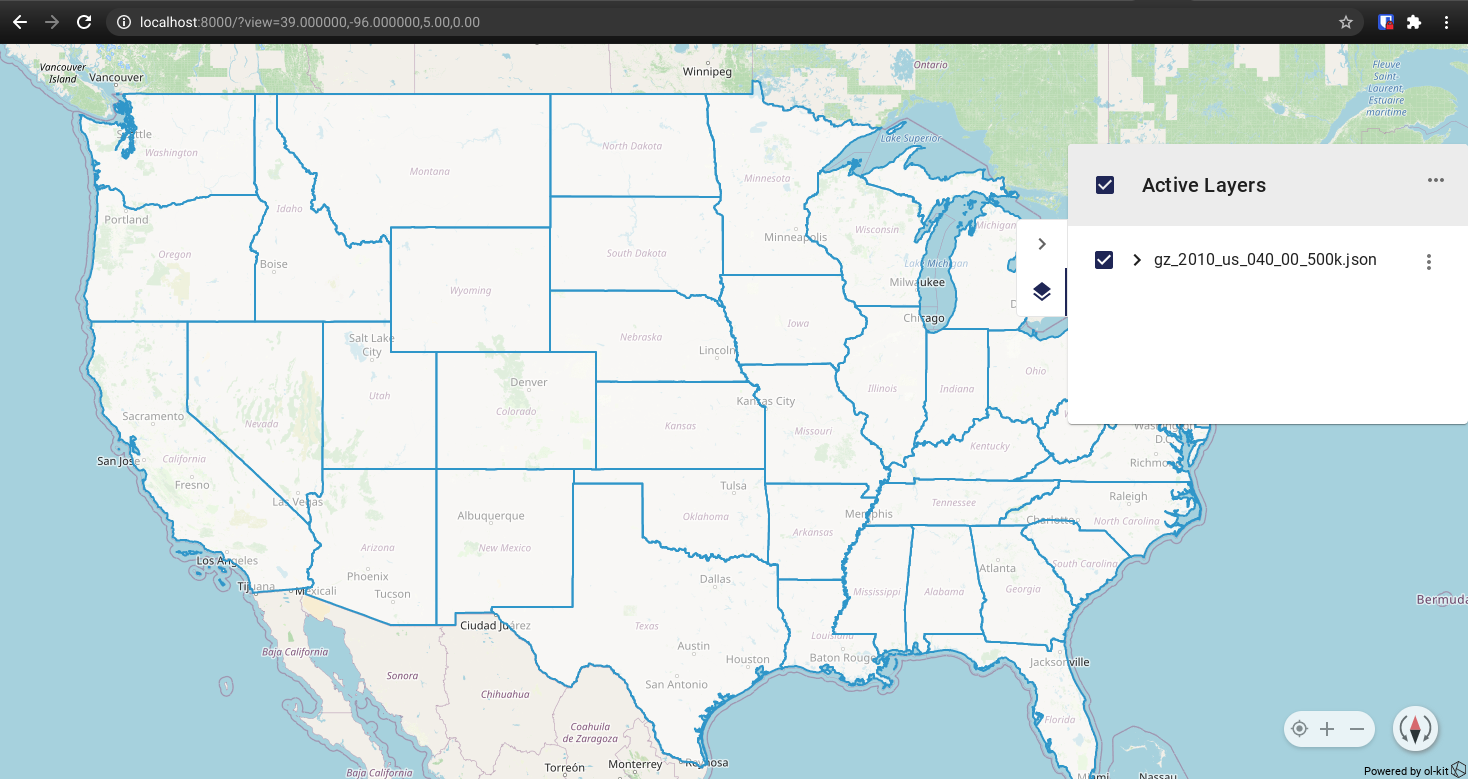 localhost:8000/?view=39.000000,-96.000000,5.00,0.00
Vancouver
Island
Vancouver
Winnipeg
Ontario
Fleuve
Saint-
Laurent,
Estuaire
maritime
Seattle
Washington
Montana
North Dakota
Minnesota
Lake Superior
Active Layers
Portland
Oregon
Idaho
Boise
Wyoming
South Dakota
Minneapolis
Wisconsin
Michigan
Lake Michigan
Milwaukee
gz_2010_us_040_00_500k.json
Chicago
Iowa
Nebraska
Lincoln
Salt Lake
City
Utah
Denver
Colorado
Kansas
Kansas City
Missouri
Illinois
Indiana
Ohio
Sacramento
Nevada
San Jose
California
Fresno
Las Vegas
Kentucky
Washington
D.C.
Richmo
Tulsa
Oklahoma
Albuquerque
New Mexico
Arizona
Phoenix
Tucson
Memphis
Tennessee
Arkansas
Raleigh
Charlotte
North Carolina
South Carolina
Los Angeles
Tijuana
Mexicali
Dallas
Atlanta
Georgia
Mississippi
Alabama
Bermuda
Ciudad Juárez
Texas
Louisiana
Austin
Houston
Baton Rouge
Jacksonville
San Antonio
Baja California
Sonora
Chihuahua
Coahuila
de Zaragoza
Florida
Torreón
Monterrey
Reynosa
Baja California
Miami
Nassau
Powered by ol-kit